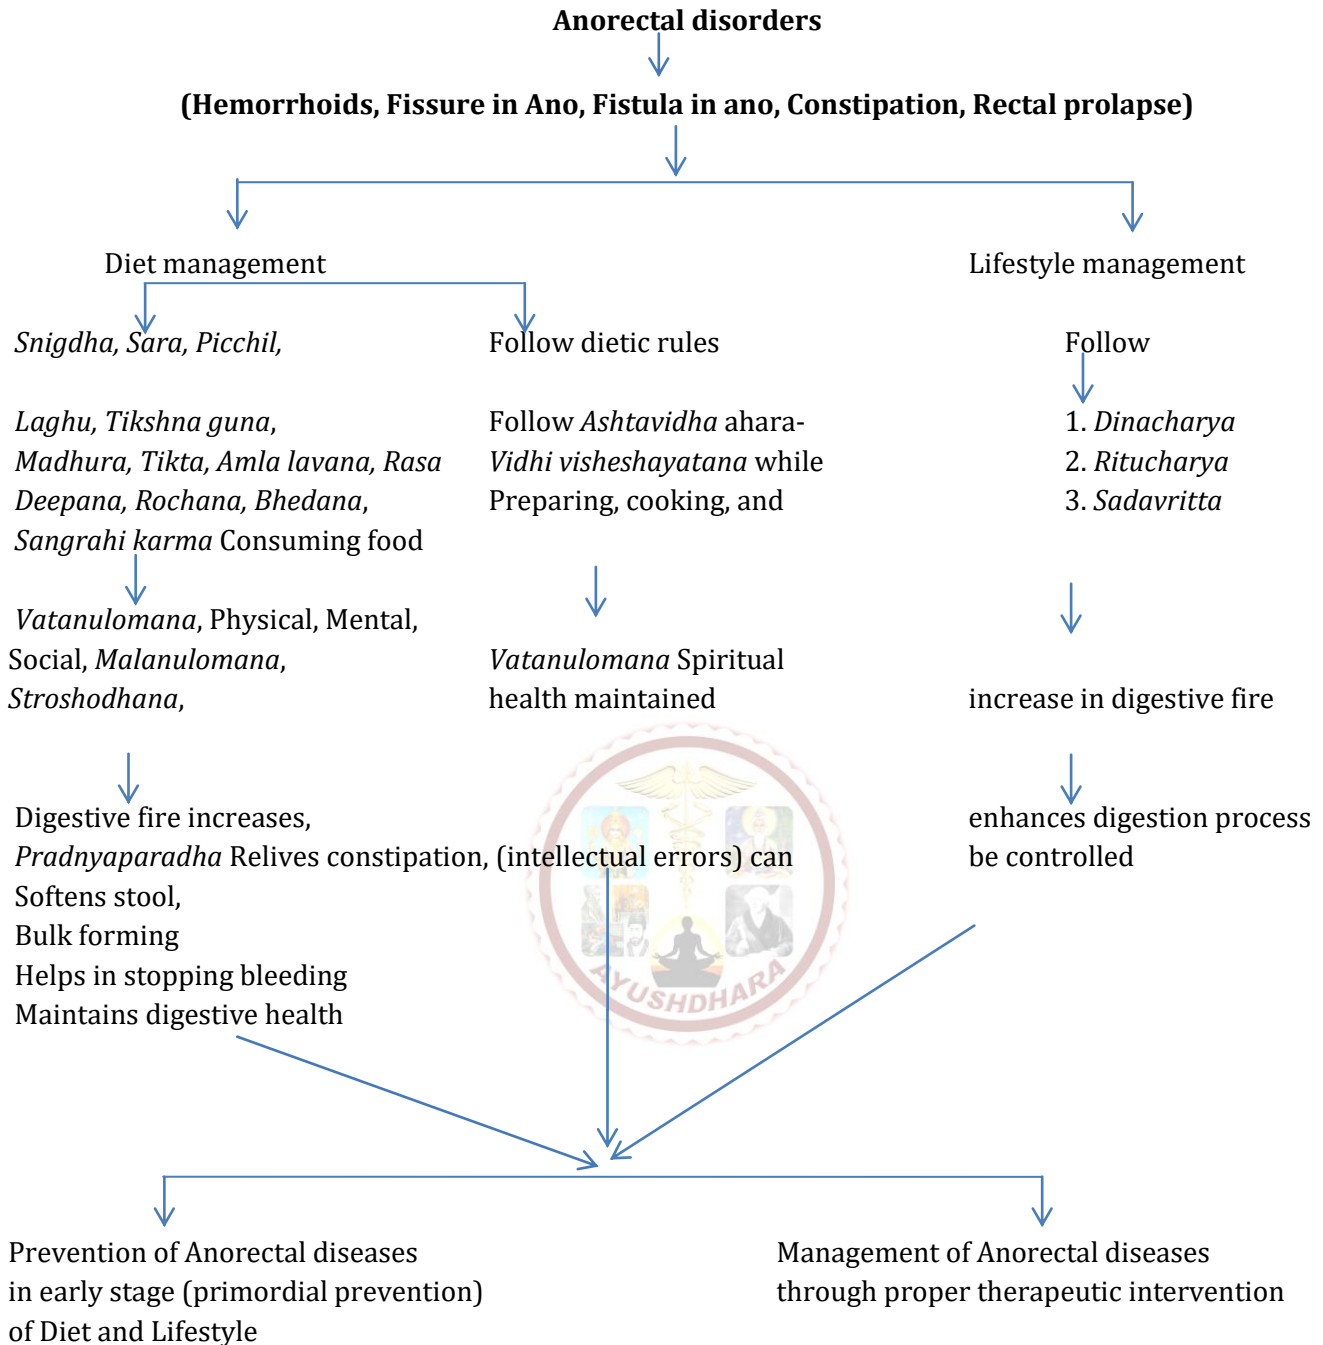 Anorectal disorders
(Hemorrhoids, Fissure in Ano, Fistula in ano, Constipation, Rectal prolapse)
Diet management
Lifestyle management
Snigdha, Sara, Picchil,
Laghu, Tikshna guna,
Madhura, Tikta, Amla lavana, Rasa
Deepana, Rochana, Bhedana,
Sangrahi karma Consuming food
Follow dietic rules
Follow Ashtavidha ahara-
Vidhi visheshayatana while
Preparing, cooking, and
Follow
1. Dinacharya
2. Ritucharya
3. Sadavritta
Vatanulomana, Physical, Mental,
Social, Malanulomana,
Stroshodhana,
Vatanulomana Spiritual
health maintained
increase in digestive fire
Digestive fire increases,
Pradnyaparadha Relives constipation, (intellectual errors) can
Softens stool,
Bulk forming
Helps in stopping bleeding
Maintains digestive health
enhances digestion process
be controlled
AYUSHDHARA
Prevention of Anorectal diseases
in early stage (primordial prevention)
of Diet and Lifestyle
Management of Anorectal diseases
through proper therapeutic intervention